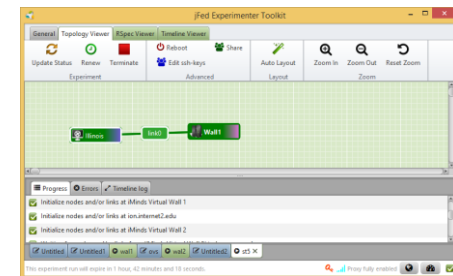 jFed Experimenter Toolkit
General Topology Viewer RSpec Viewer Timeline Viewer
Update Status Renew Terminate Reboot Edit ssh-keys Share Auto Layout Zoom In Zoom Out Reset Zoom
Experiment Advanced Layout Zoom
Illinois link0 Wall1
Progress Errors Timeline log
Initialize nodes and/or links at iMinds Virtual Wall 1
Initialize nodes and/or links at ion.internet2.edu
Initialize nodes and/or links at iMinds Virtual Wall 2
Untitled Untitled1 wall1 ovs wall2 Untitled2 st5
This experiment run will expire in 1 hour, 42 minutes and 18 seconds. Proxy fully enabled